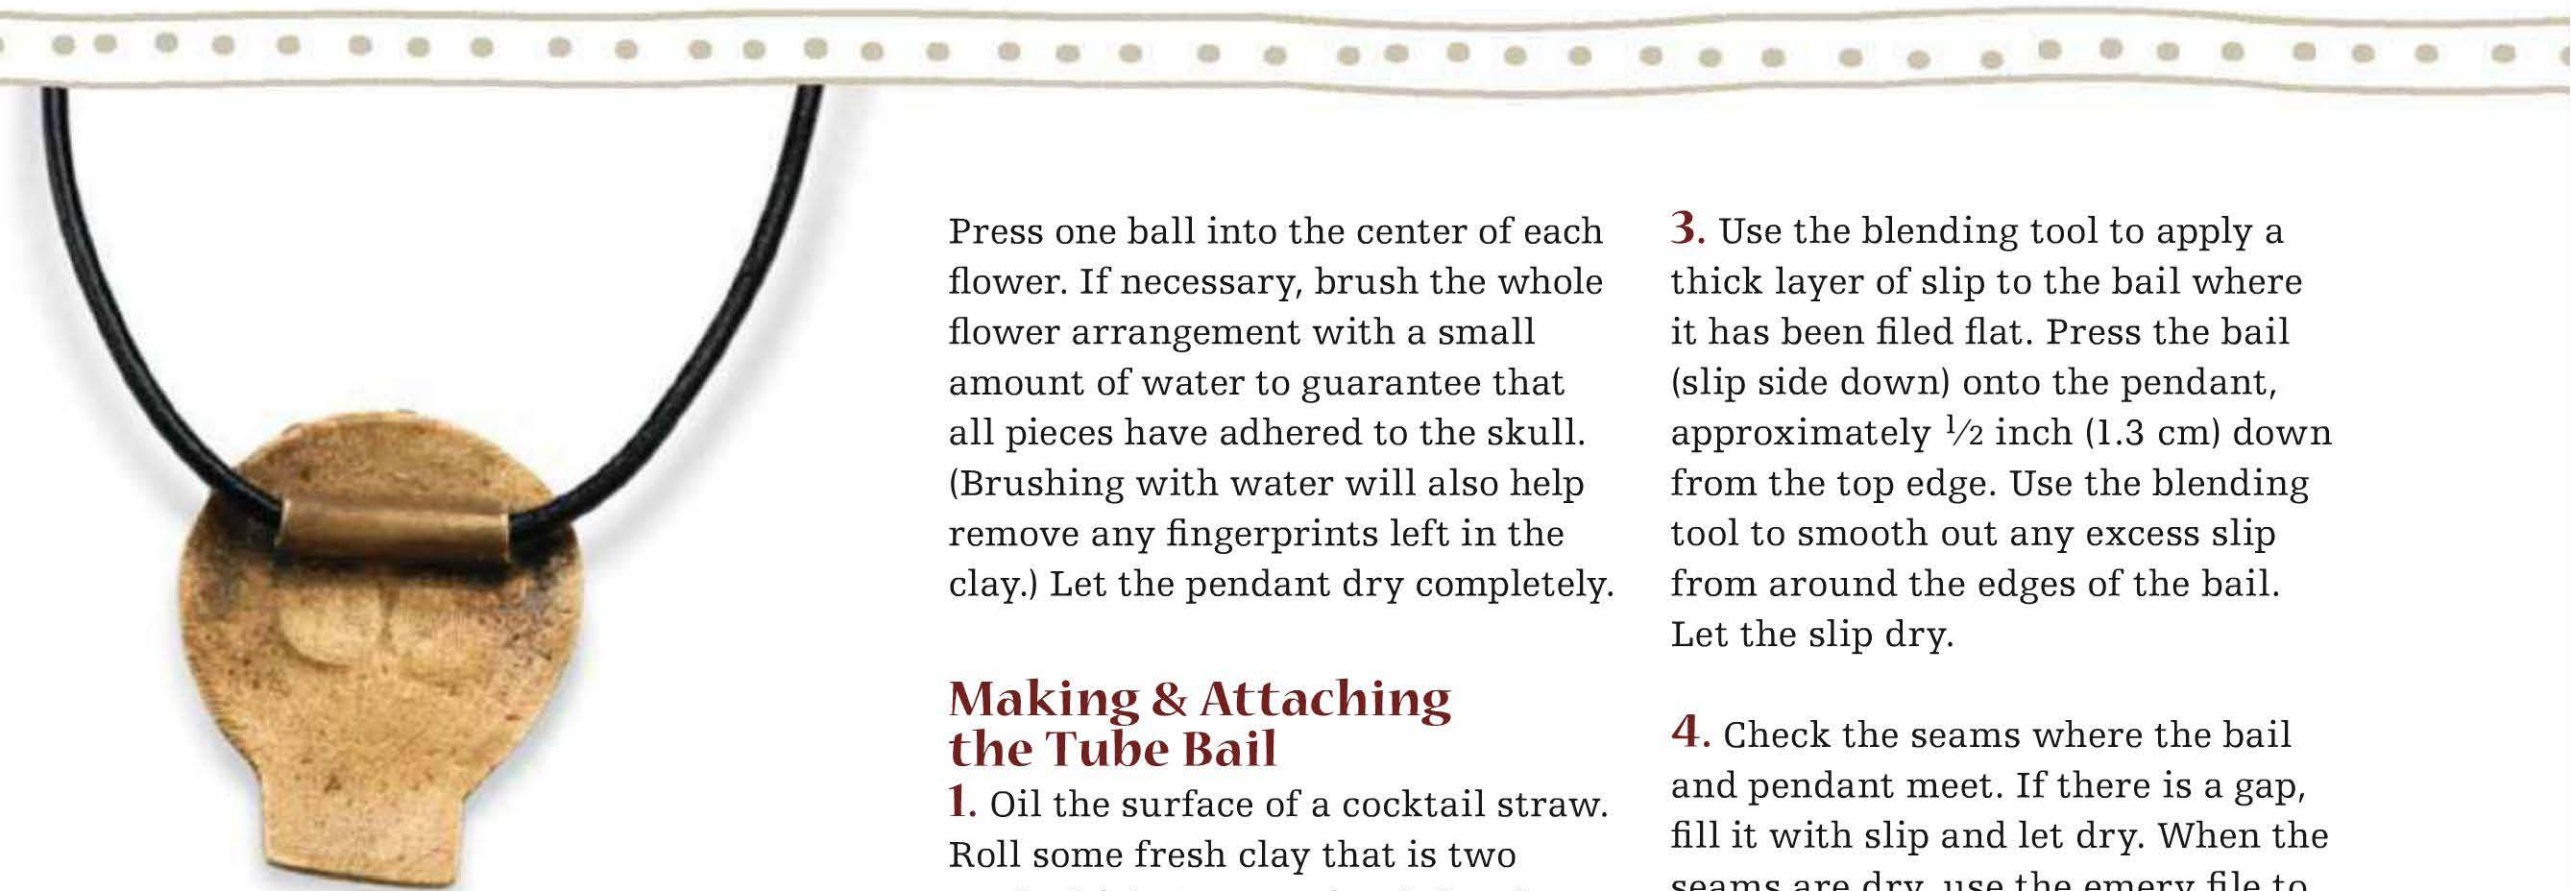 Press one ball into the center of each
flower. If necessary, brush the whole
flower arrangement with a small
amount of water to guarantee that
all pieces have adhered to the skull.
(Brushing with water will also help
remove any fingerprints left in the
clay.) Let the pendant dry completely.
Making & Attaching
the Tube Bail
1. Oil the surface of a cocktail straw.
Roll some fresh clay that is two
3. Use the blending tool to apply a
thick layer of slip to the bail where
it has been filed flat. Press the bail
(slip side down) onto the pendant,
approximately ½ inch (1.3 cm) down
from the top edge. Use the blending
tool to smooth out any excess slip
from around the edges of the bail.
Let the slip dry.
4. Check the seams where the bail
and pendant meet. If there is a gap,
fill it with slip and let dry. When the
seams are dry, use the emery file to